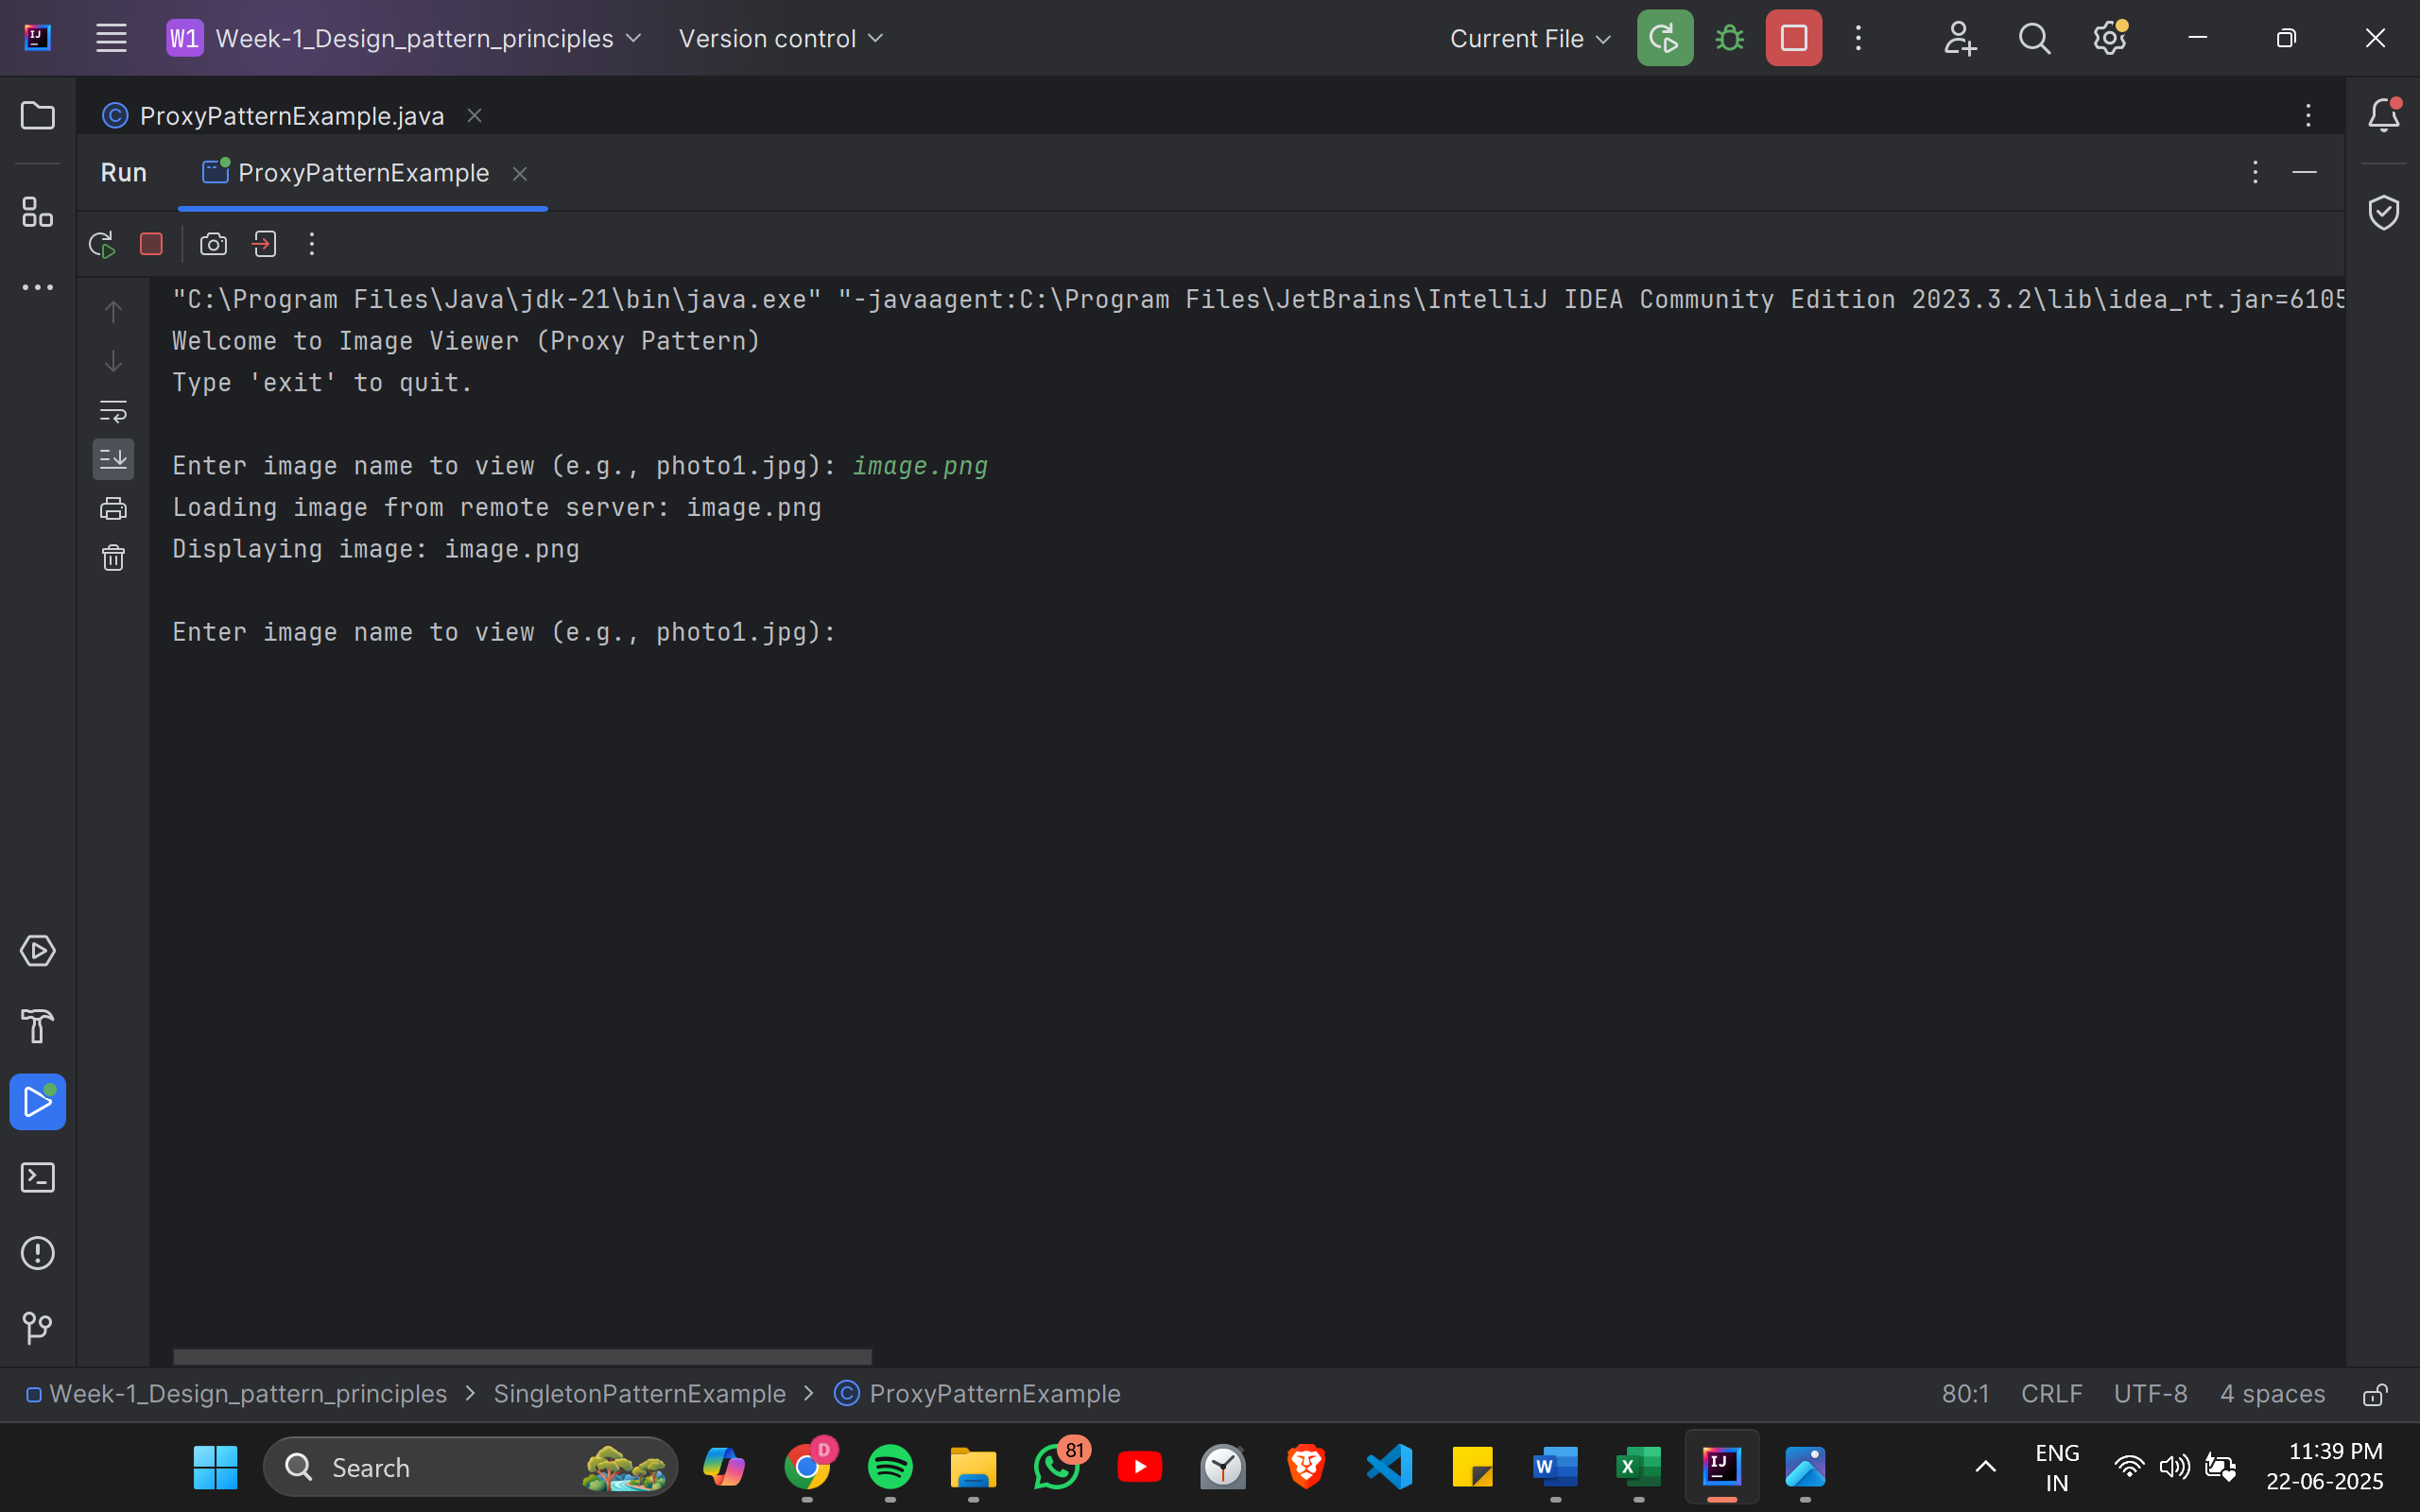 W1 Week-1_Design_pattern_principles Version control Current File
ProxyPatternExample.java
Run ProxyPatternExample
"C:\Program Files\Java\jdk-21\bin\java.exe" "-javaagent:C:\Program Files\JetBrains\IntelliJ IDEA Community Edition 2023.3.2\lib\idea_rt.jar=6105
Welcome to Image Viewer (Proxy Pattern)
Type 'exit' to quit.
Enter image name to view (e.g., photo1.jpg): image.png
Loading image from remote server: image.png
Displaying image: image.png
Enter image name to view (e.g., photo1.jpg):
Week-1_Design_pattern_principles > SingletonPatternExample > ProxyPatternExample 80:1 CRLF UTF-8 4 spaces
Search D 81 ENG 11:39 PM
IN 22-06-2025